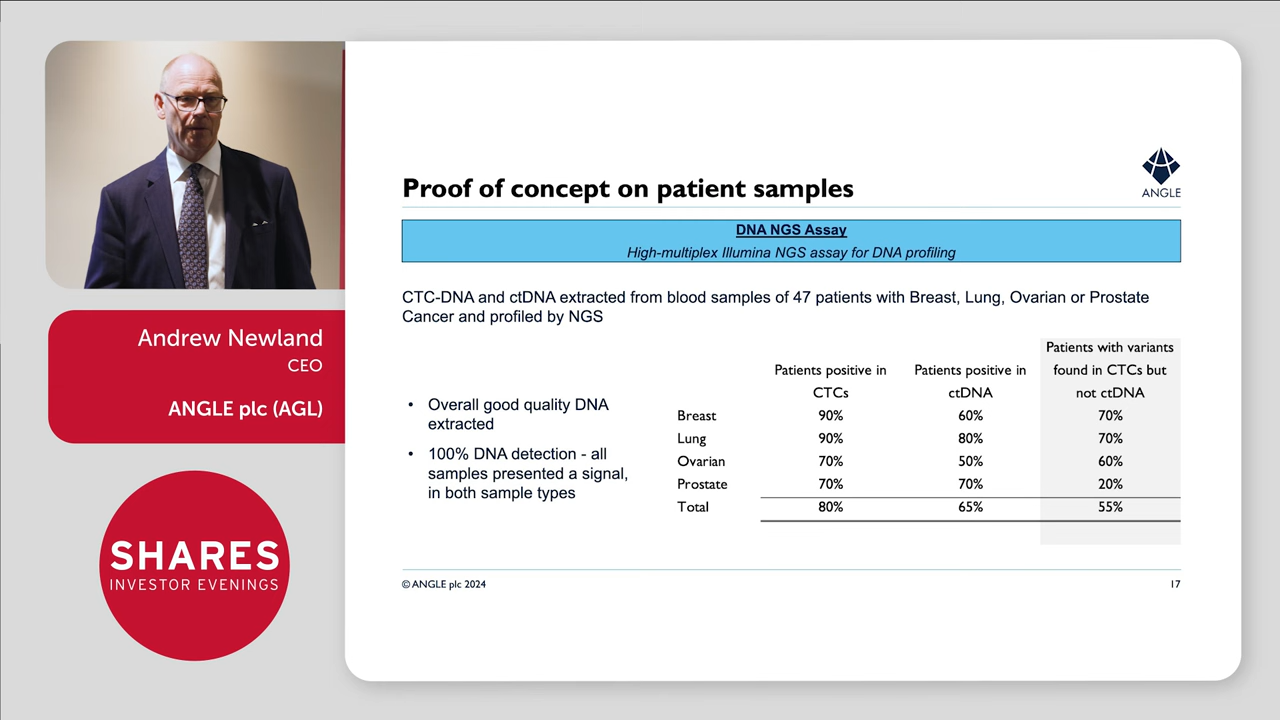 Andrew Newland
CEO
ANGLE plc (AGL)
SHARES
INVESTOR EVENINGS
ANGLE
Proof of concept on patient samples
DNA NGS Assay
High-multiplex Illumina NGS assay for DNA profiling
CTC-DNA and ctDNA extracted from blood samples of 47 patients with Breast, Lung, Ovarian or Prostate
Cancer and profiled by NGS
• Overall good quality DNA
extracted
• 100% DNA detection - all
samples presented a signal,
in both sample types
Patients with variants
Patients positive in Patients positive in found in CTCs but
CTCs ctDNA not ctDNA
Breast 90% 60% 70%
Lung 90% 80% 70%
Ovarian 70% 50% 60%
Prostate 70% 70% 20%
Total 80% 65% 55%
© ANGLE plc 2024 17